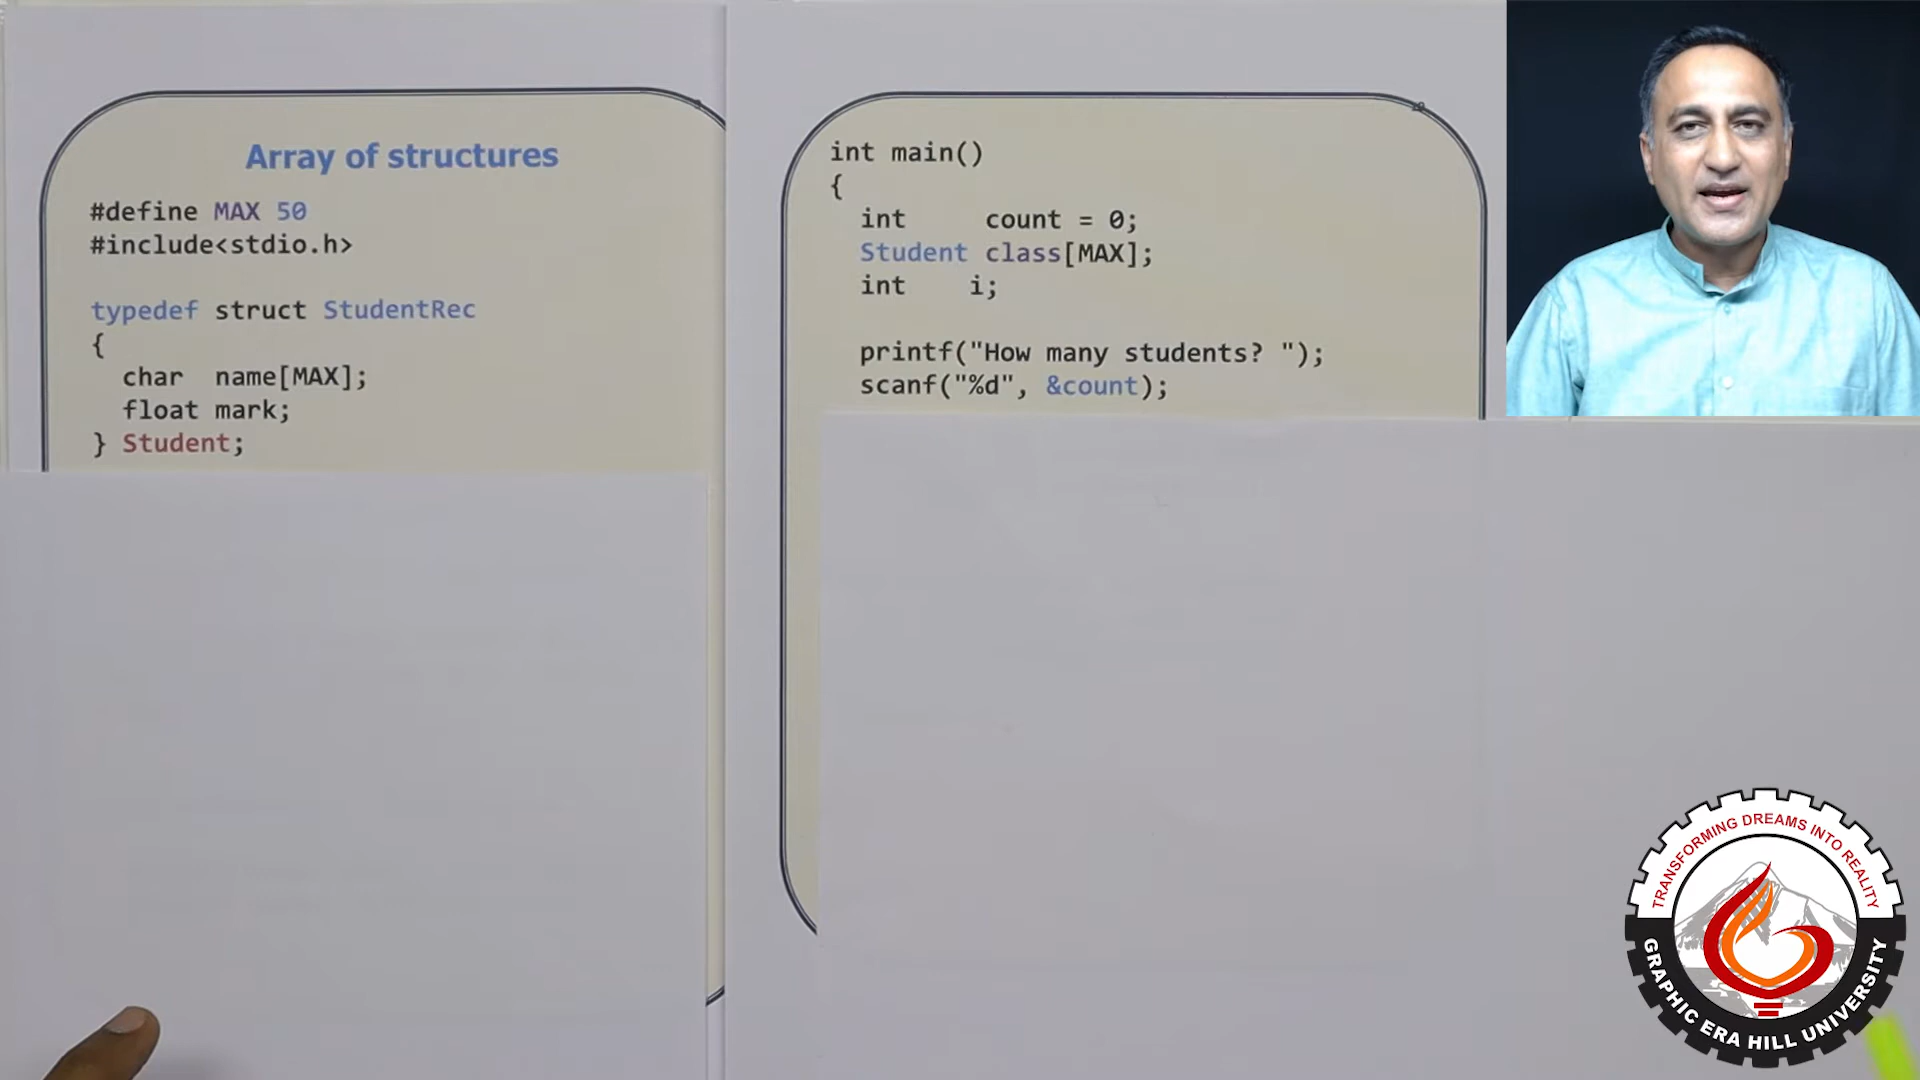 Array of structures
#define MAX 50
#include<stdio.h>
typedef struct StudentRec
{
char name[MAX];
float mark;
} Student;
int main()
{
int count = 0;
Student class[MAX];
int i;
printf("How many students? ");
scanf("%d", &count);
TRANSFORMING DREAMS INTO REALITY
GRAPHIC ERA HILL UNIVERSITY